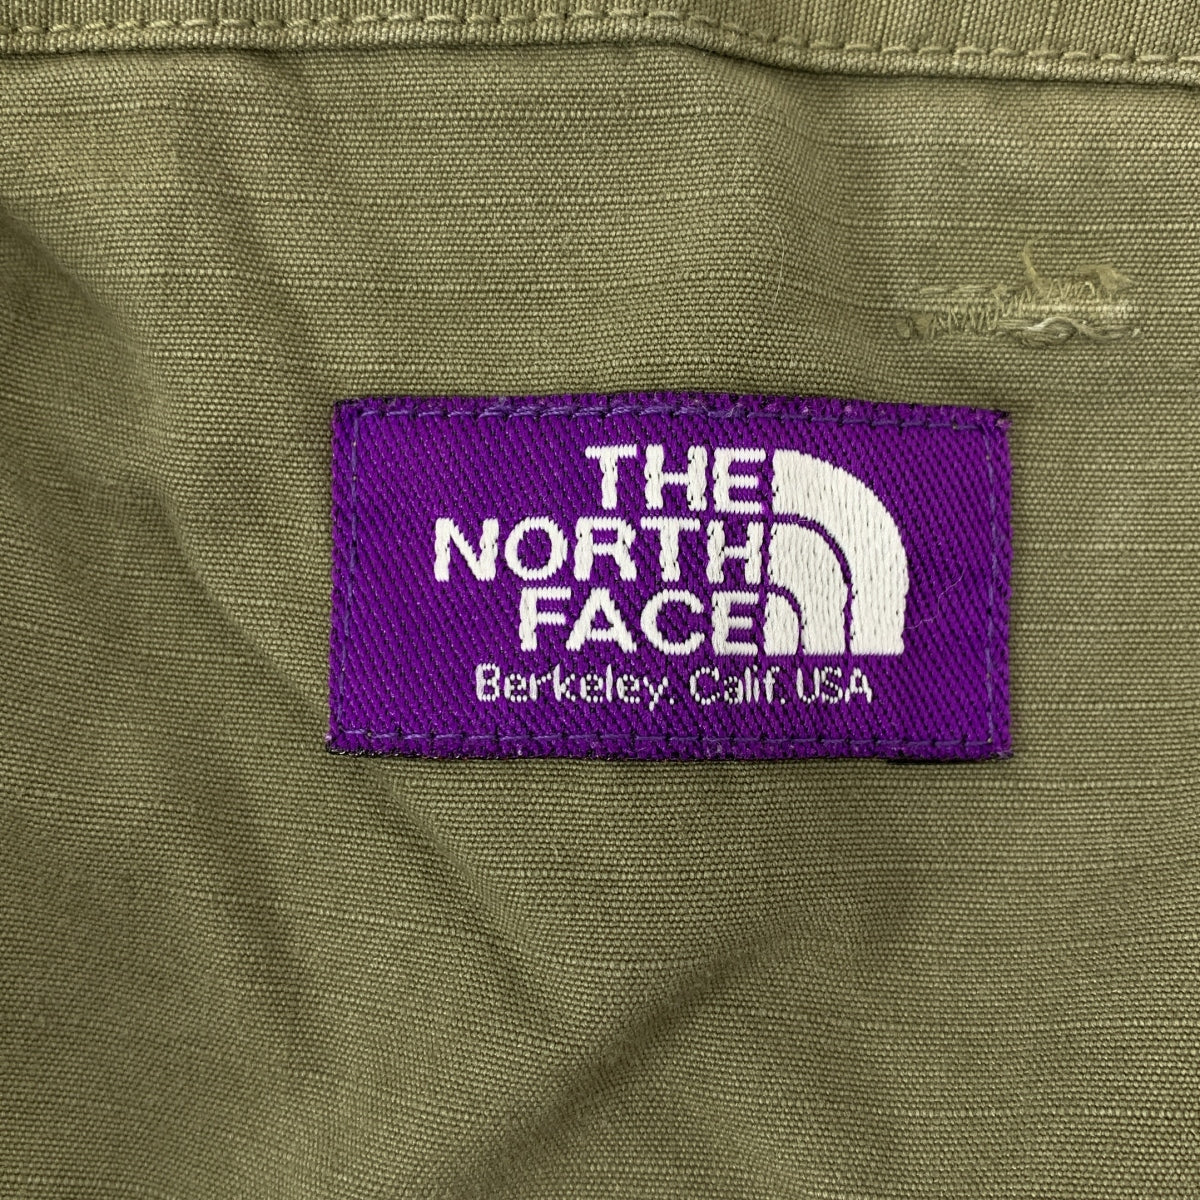 THE
NORTH
FACE
Berkeley. Calif. USA